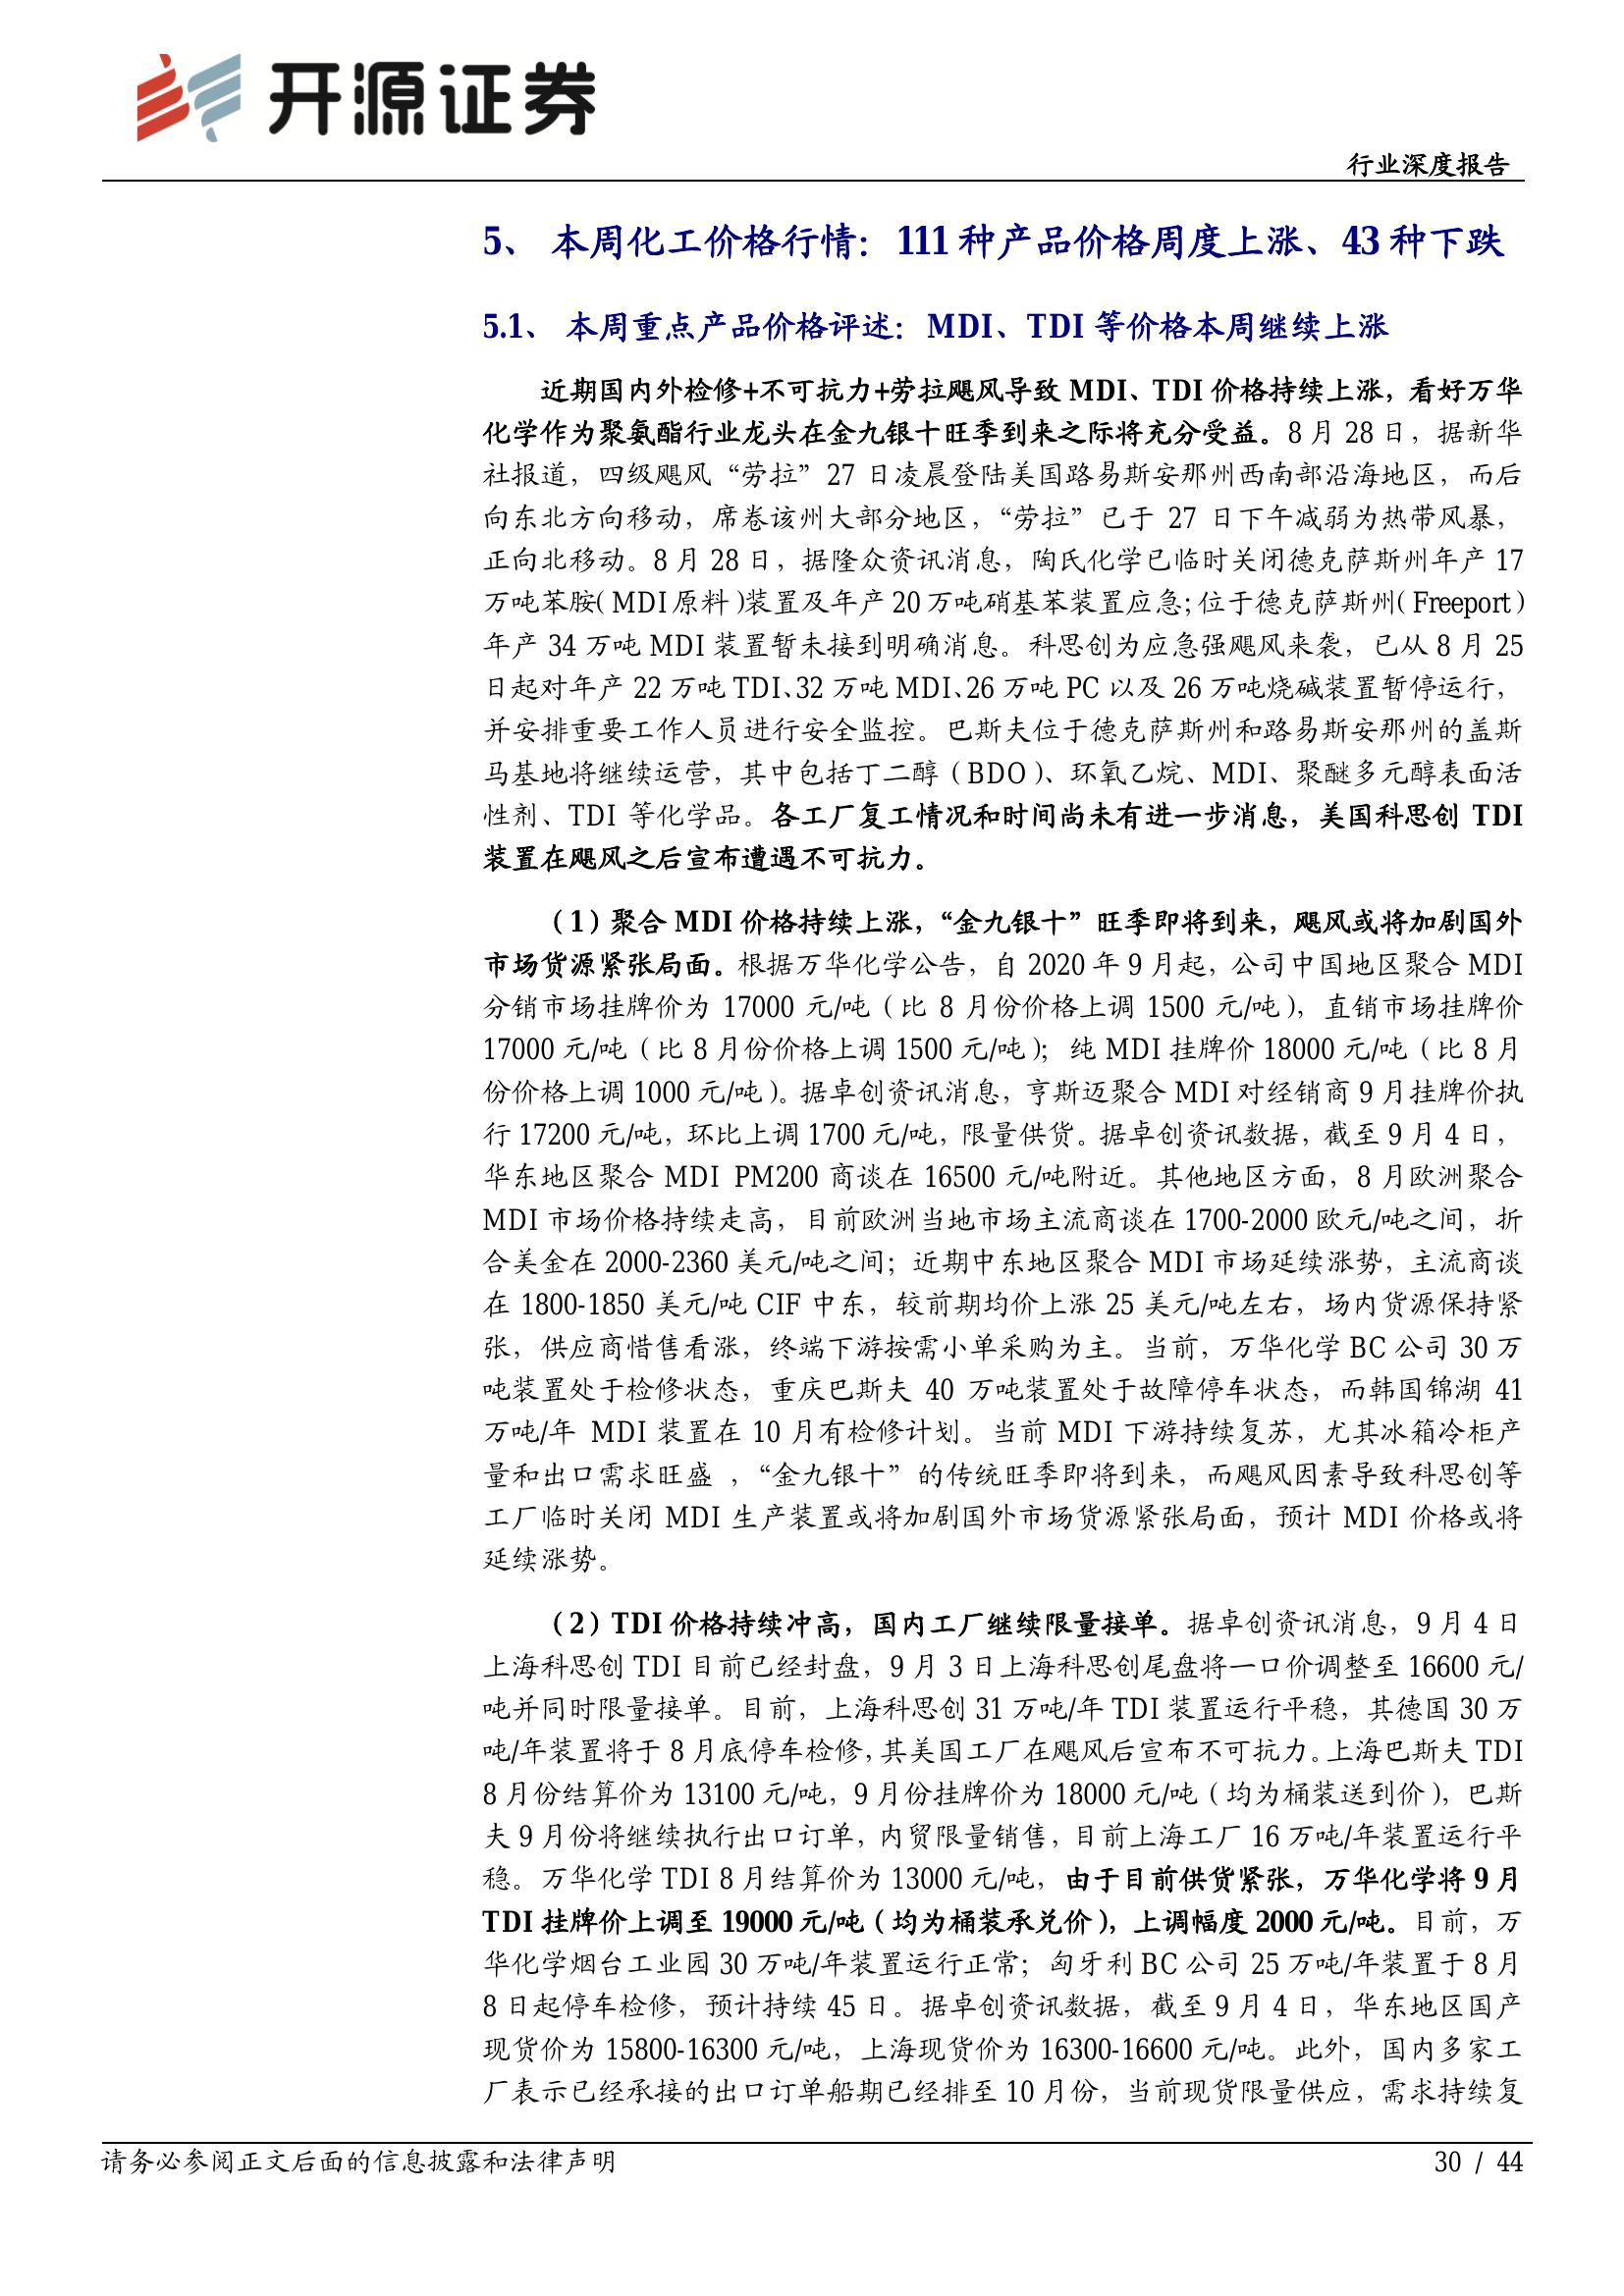 开源证券
行业深度报告
5、 本周化工价格行情：111 种产品价格周度上涨、43 种下跌
5.1、 本周重点产品价格评述：MDI、TDI 等价格本周继续上涨
近期国内外检修+不可抗力+劳拉飓风导致 MDI、TDI 价格持续上涨，看好万华
化学作为聚氨酯行业龙头在金九银十旺季到来之际将充分受益。8 月 28 日，据新华
社报道，四级飓风“劳拉”27 日凌晨登陆美国路易斯安那州西南部沿海地区，而后
向东北方向移动，席卷该州大部分地区，“劳拉”已于 27 日下午减弱为热带风暴，
正向北移动。8 月 28 日，据隆众资讯消息，陶氏化学已临时关闭德克萨斯州年产 17
万吨苯胺(MDI 原料)装置及年产 20 万吨硝基苯装置应急;位于德克萨斯州(Freeport)
年产 34 万吨 MDI 装置暂未接到明确消息。科思创为应急强飓风来袭，已从 8 月 25
日起对年产 22 万吨 TDI、32 万吨 MDI、26 万吨 PC 以及 26 万吨烧碱装置暂停运行，
并安排重要工作人员进行安全监控。巴斯夫位于德克萨斯州和路易斯安那州的盖斯
马基地将继续运营，其中包括丁二醇（BDO）、环氧乙烷、MDI、聚醚多元醇表面活
性剂、TDI 等化学品。各工厂复工情况和时间尚未有进一步消息，美国科思创 TDI
装置在飓风之后宣布遭遇不可抗力。
（1）聚合 MDI 价格持续上涨，“金九银十”旺季即将到来，飓风或将加剧国外
市场货源紧张局面。根据万华化学公告，自 2020 年 9 月起，公司中国地区聚合 MDI
分销市场挂牌价为 17000 元/吨（比 8 月份价格上调 1500 元/吨），直销市场挂牌价
17000 元/吨（比 8 月份价格上调 1500 元/吨）；纯 MDI 挂牌价 18000 元/吨（比 8 月
份价格上调 1000 元/吨）。据卓创资讯消息，亨斯迈聚合 MDI 对经销商 9 月挂牌价执
行 17200 元/吨，环比上调 1700 元/吨，限量供货。据卓创资讯数据，截至 9 月 4 日，
华东地区聚合 MDI PM200 商谈在 16500 元/吨附近。其他地区方面，8 月欧洲聚合
MDI 市场价格持续走高，目前欧洲当地市场主流商谈在 1700-2000 欧元/吨之间，折
合美金在 2000-2360 美元/吨之间；近期中东地区聚合 MDI 市场延续涨势，主流商谈
在 1800-1850 美元/吨 CIF 中东，较前期均价上涨 25 美元/吨左右，场内货源保持紧
张，供应商惜售看涨，终端下游按需小单采购为主。当前，万华化学 BC 公司 30 万
吨装置处于检修状态，重庆巴斯夫 40 万吨装置处于故障停车状态，而韩国锦湖 41
万吨/年 MDI 装置在 10 月有检修计划。当前 MDI 下游持续复苏，尤其冰箱冷柜产
量和出口需求旺盛 ，“金九银十”的传统旺季即将到来，而飓风因素导致科思创等
工厂临时关闭 MDI 生产装置或将加剧国外市场货源紧张局面，预计 MDI 价格或将
延续涨势。
（2）TDI 价格持续冲高，国内工厂继续限量接单。据卓创资讯消息，9 月 4 日
上海科思创 TDI 目前已经封盘，9 月 3 日上海科思创尾盘将一口价调整至 16600 元/
吨并同时限量接单。目前，上海科思创 31 万吨/年 TDI 装置运行平稳，其德国 30 万
吨/年装置将于 8 月底停车检修，其美国工厂在飓风后宣布不可抗力。上海巴斯夫 TDI
8 月份结算价为 13100 元/吨，9 月份挂牌价为 18000 元/吨（均为桶装送到价），巴斯
夫 9 月份将继续执行出口订单，内贸限量销售，目前上海工厂 16 万吨/年装置运行平
稳。万华化学 TDI 8 月结算价为 13000 元/吨，由于目前供货紧张，万华化学将 9 月
TDI 挂牌价上调至 19000 元/吨（均为桶装承兑价），上调幅度 2000 元/吨。目前，万
华化学烟台工业园 30 万吨/年装置运行正常；匈牙利 BC 公司 25 万吨/年装置于 8 月
8 日起停车检修，预计持续 45 日。据卓创资讯数据，截至 9 月 4 日，华东地区国产
现货价为 15800-16300 元/吨，上海现货价为 16300-16600 元/吨。此外，国内多家工
厂表示已经承接的出口订单船期已经排至 10 月份，当前现货限量供应，需求持续复
请务必参阅正文后面的信息披露和法律声明
30 / 44